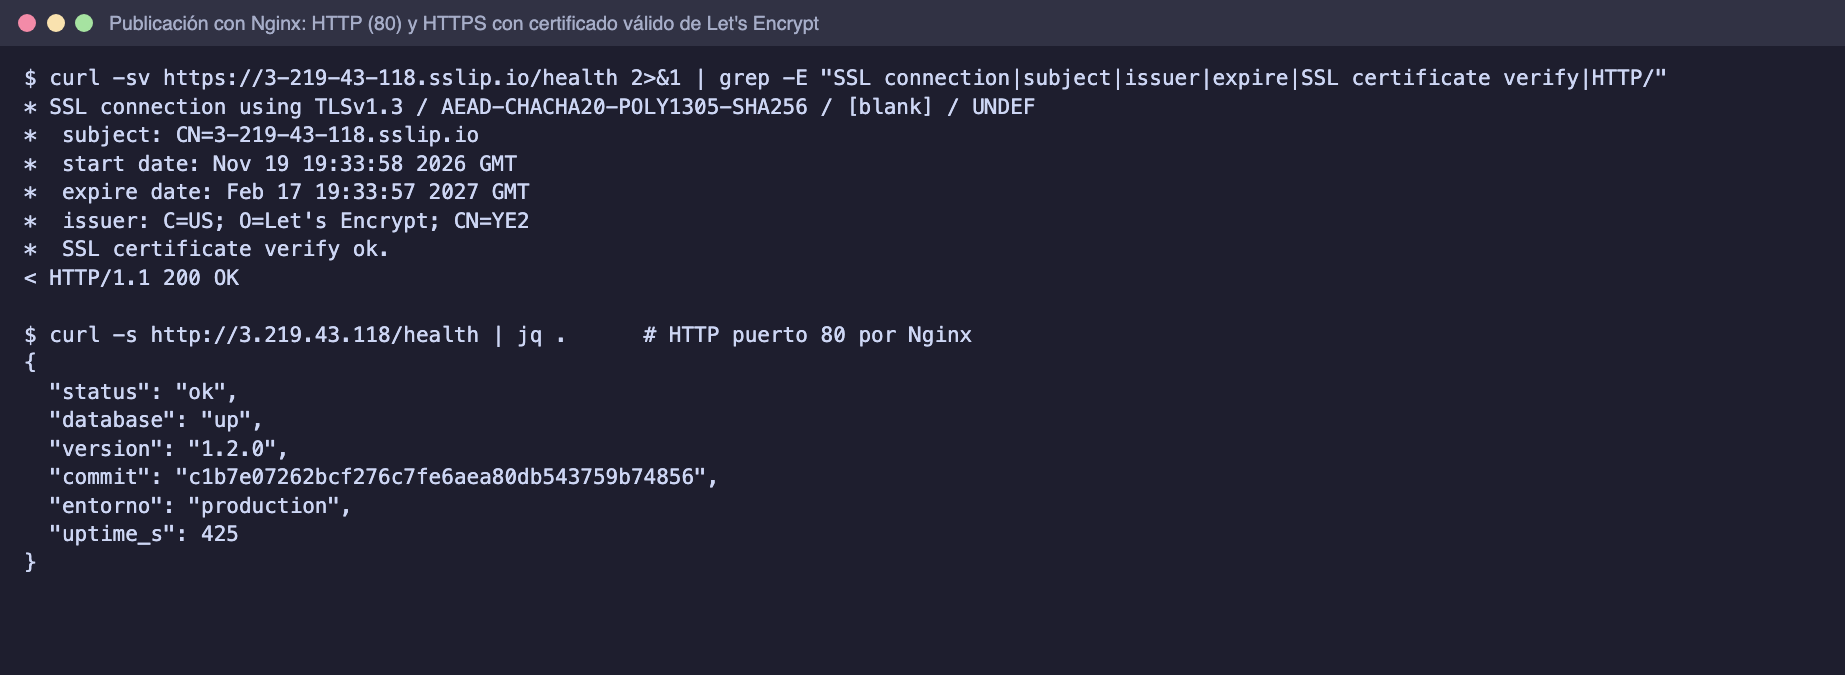 Publicación con Nginx: HTTP (80) y HTTPS con certificado válido de Let's Encrypt
$ curl -sv https://3-219-43-118.sslip.io/health 2>&1 | grep -E "SSL connection|subject|issuer|expire|SSL certificate verify|HTTP/"
* SSL connection using TLSv1.3 / AEAD-CHACHA20-POLY1305-SHA256 / [blank] / UNDEF
*  subject: CN=3-219-43-118.sslip.io
*  start date: Nov 19 19:33:58 2026 GMT
*  expire date: Feb 17 19:33:57 2027 GMT
*  issuer: C=US; O=Let's Encrypt; CN=YE2
*  SSL certificate verify ok.
< HTTP/1.1 200 OK
$ curl -s http://3.219.43.118/health | jq .      # HTTP puerto 80 por Nginx
{
  "status": "ok",
  "database": "up",
  "version": "1.2.0",
  "commit": "c1b7e07262bcf276c7fe6aea80db543759b74856",
  "entorno": "production",
  "uptime_s": 425
}